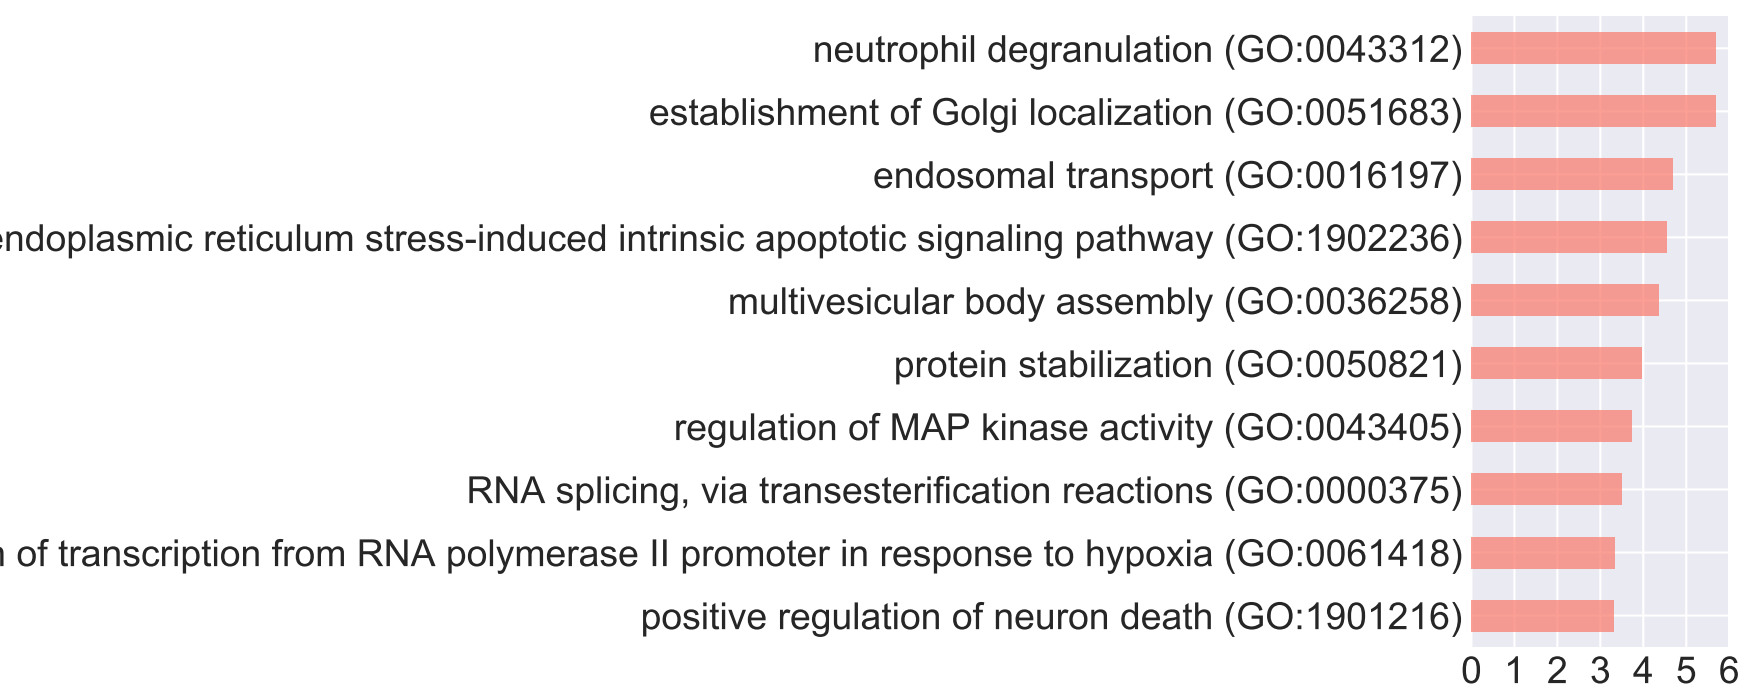 neutrophil degranulation (GO:0043312)
establishment of Golgi localization (GO:0051683)
endosomal transport (GO:0016197)
endoplasmic reticulum stress-induced intrinsic apoptotic signaling pathway (GO:1902236)
multivesicular body assembly (GO:0036258)
protein stabilization (GO:0050821)
regulation of MAP kinase activity (GO:0043405)
RNA splicing, via transesterification reactions (GO:0000375)
of transcription from RNA polymerase II promoter in response to hypoxia (GO:0061418)
positive regulation of neuron death (GO:1901216)
0 1 2 3 4 5 6